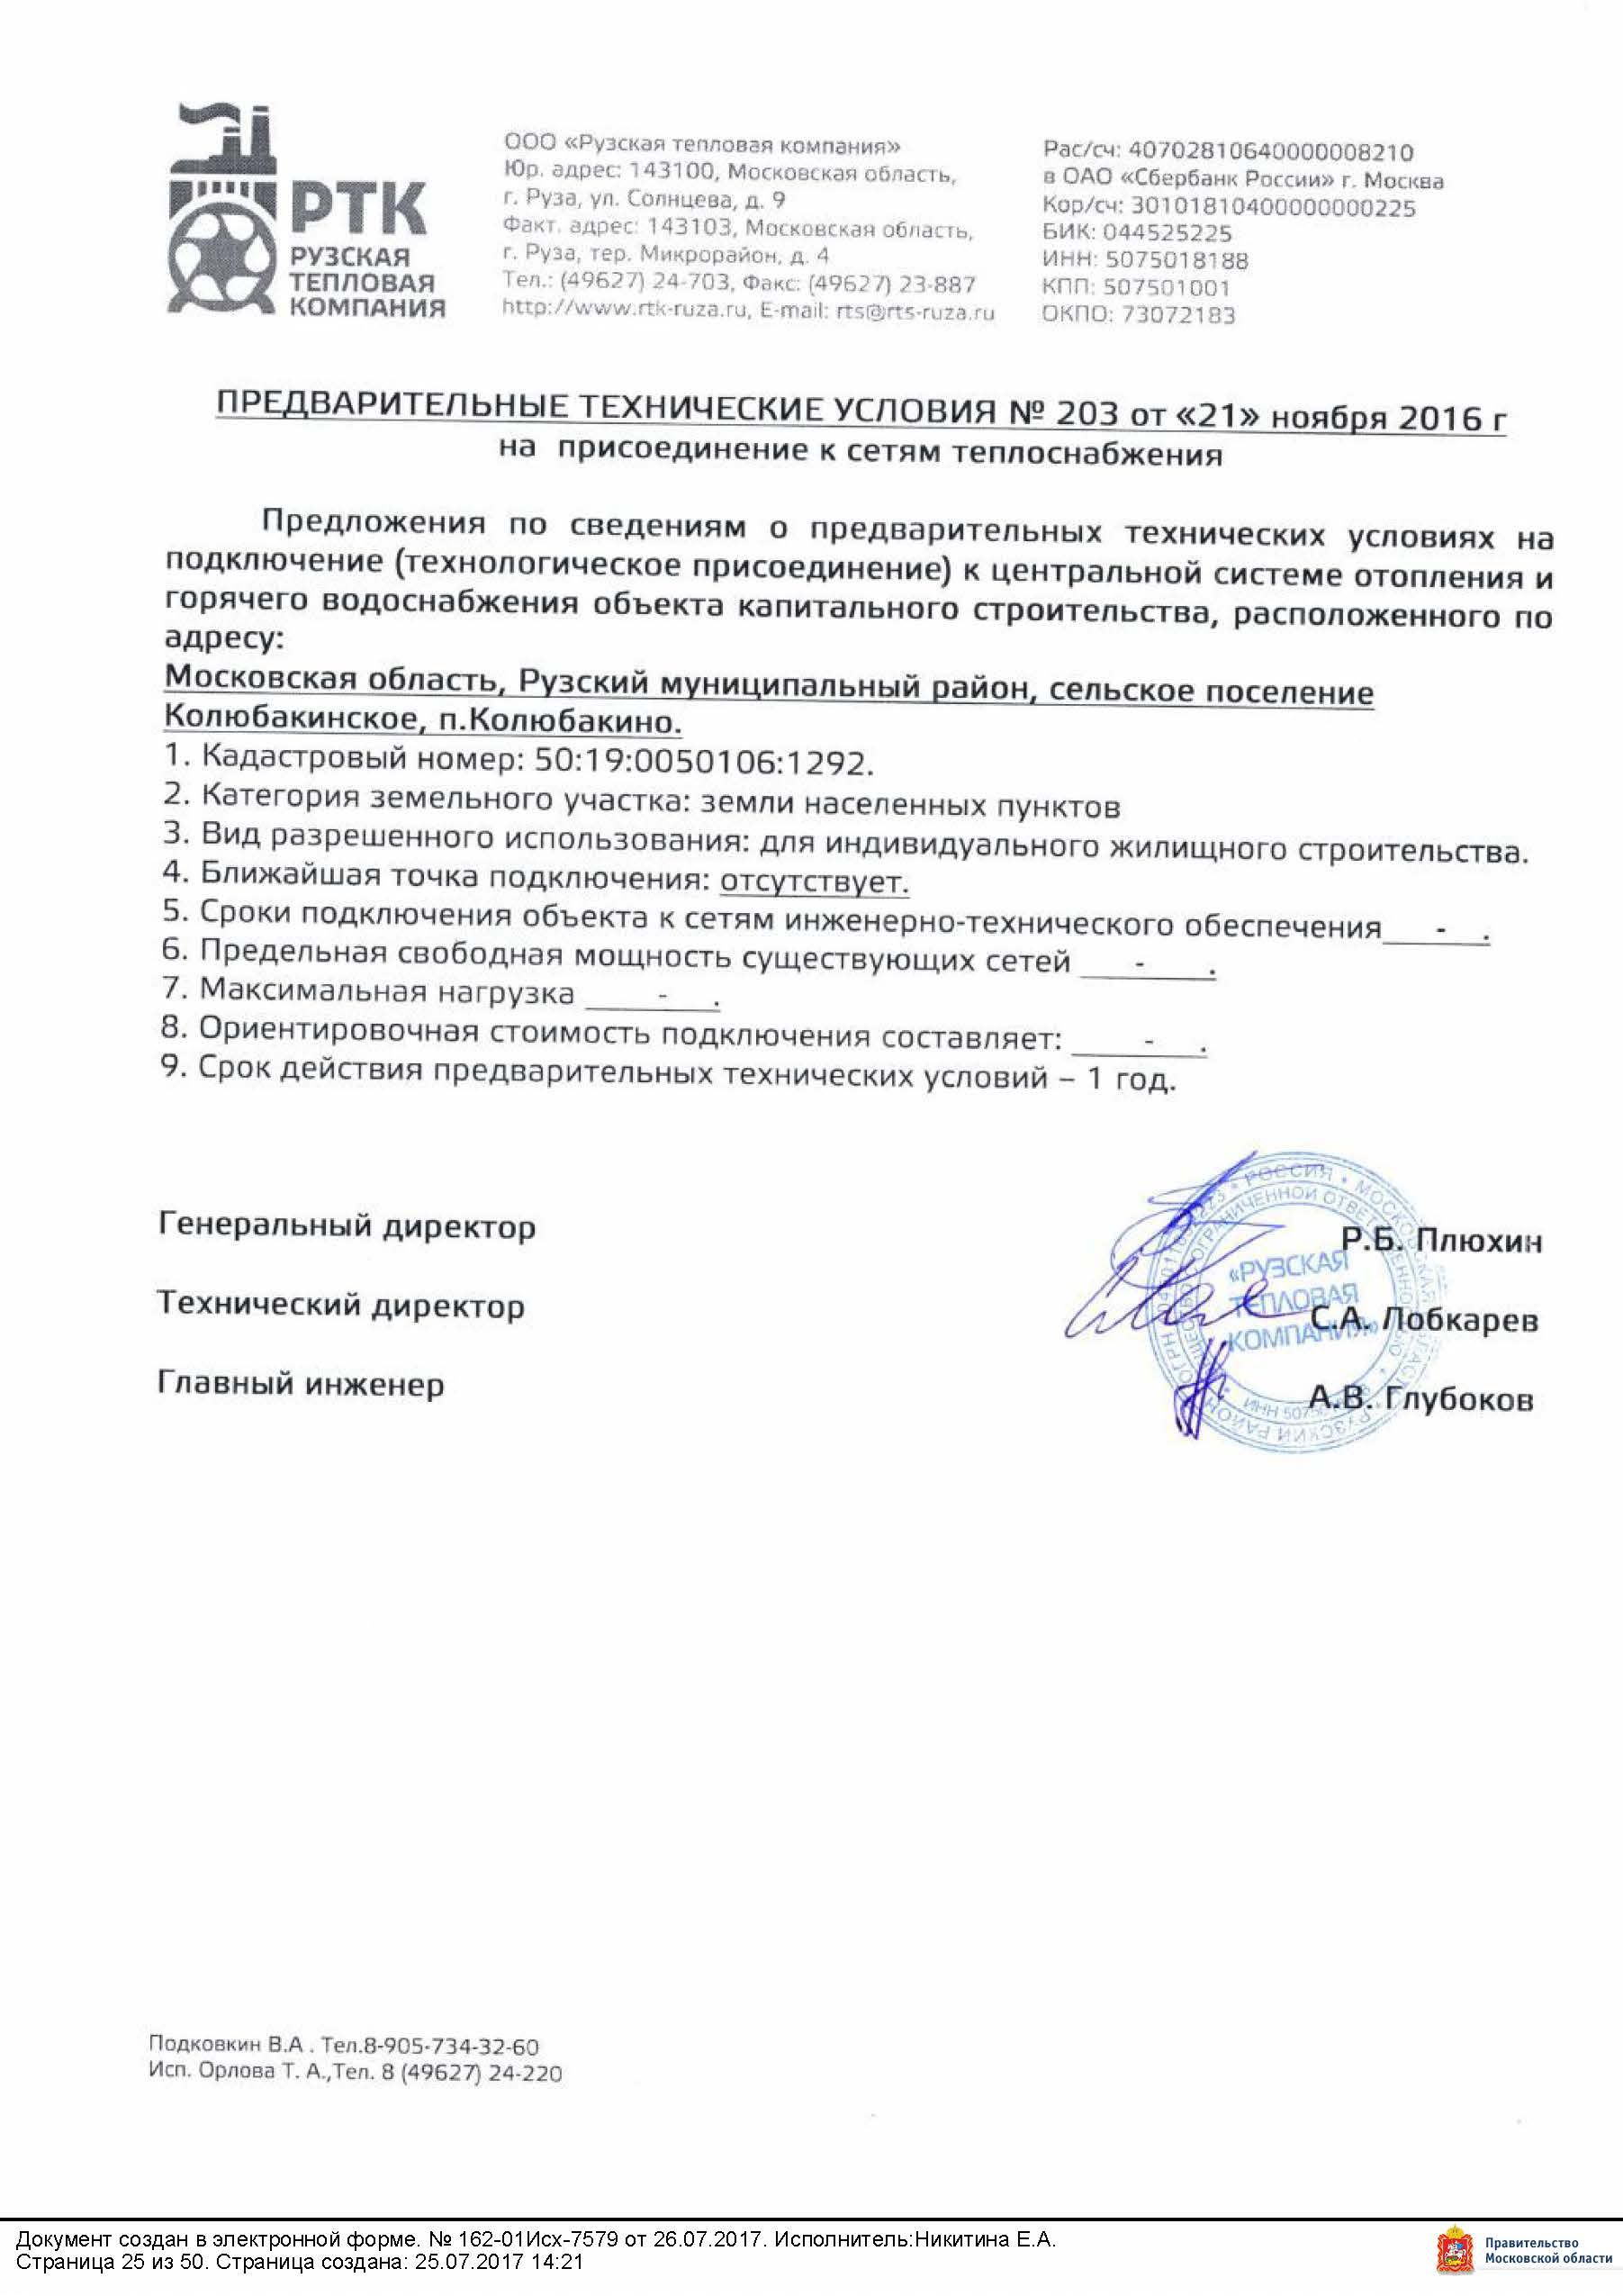 РТК
РУЗСКАЯ
ТЕПЛОВАЯ
КОМПАНИЯ
ООО «Рузская тепловая компания»
Юр. адрес: 143100, Московская область,
г. Руза, ул. Солнцева, д. 9
Факт. адрес: 143103, Московская область,
г. Руза, тер. Микрорайон, д. 4
Тел.: (49627) 24-703, Факс: (49627) 23-887
http://www.rtk-ruza.ru, E-mail: rts@rts-ruza.ru
Рас/сч: 40702810640000008210
в ОАО «Сбербанк России» г. Москва
Кор/сч: 30101810400000000225
БИК: 044525225
ИНН: 5075018188
КПП: 507501001
ОКПО: 73072183
ПРЕДВАРИТЕЛЬНЫЕ ТЕХНИЧЕСКИЕ УСЛОВИЯ № 203 от «21» ноября 2016 г
на присоединение к сетям теплоснабжения
Предложения по сведениям о предварительных технических условиях на
подключение (технологическое присоединение) к центральной системе отопления и
горячего водоснабжения объекта капитального строительства, расположенного по
адресу:
Московская область, Рузский муниципальный район, сельское поселение
Колюбакинское, п.Колюбакино.
1. Кадастровый номер: 50:19:0050106:1292.
2. Категория земельного участка: земли населенных пунктов
3. Вид разрешенного использования: для индивидуального жилищного строительства.
4. Ближайшая точка подключения: отсутствует.
5. Сроки подключения объекта к сетям инженерно-технического обеспечения - .
6. Предельная свободная мощность существующих сетей - .
7. Максимальная нагрузка - .
8. Ориентировочная стоимость подключения составляет: - .
9. Срок действия предварительных технических условий – 1 год.
Генеральный директор Р.Б. Плюхин
Технический директор С.А. Лобкарев
Главный инженер А.В. Глубоков
«РУЗСКАЯ
ТЕПЛОВАЯ
КОМПАНИЯ»
Подковкин В.А . Тел.8-905-734-32-60
Исп. Орлова Т. А.,Тел. 8 (49627) 24-220
Документ создан в электронной форме. № 162-01Исх-7579 от 26.07.2017. Исполнитель:Никитина Е.А.
Страница 25 из 50. Страница создана: 25.07.2017 14:21
Правительство
Московской области